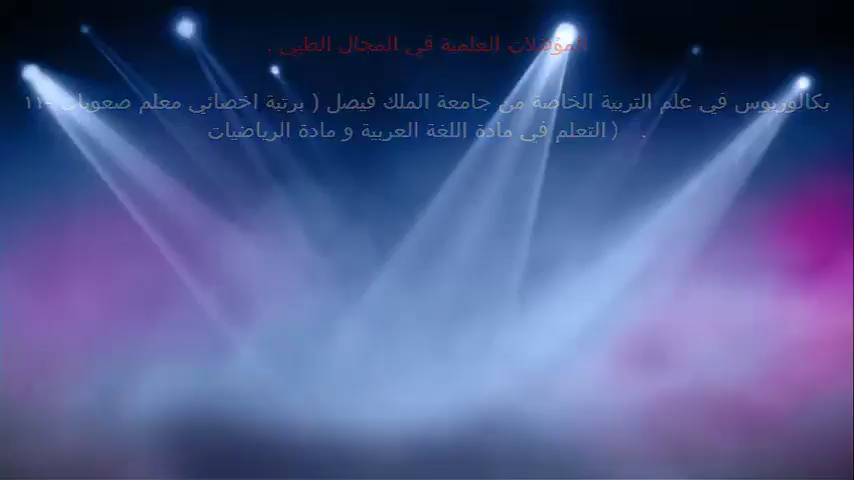 المؤهلات العلمية في المجال الطبي .
١١- بكالوريوس في علم التربية الخاصة من جامعة الملك فيصل ( برتبة اخصائي معلم صعوبات
التعلم في مادة اللغة العربية و مادة الرياضيات ) .